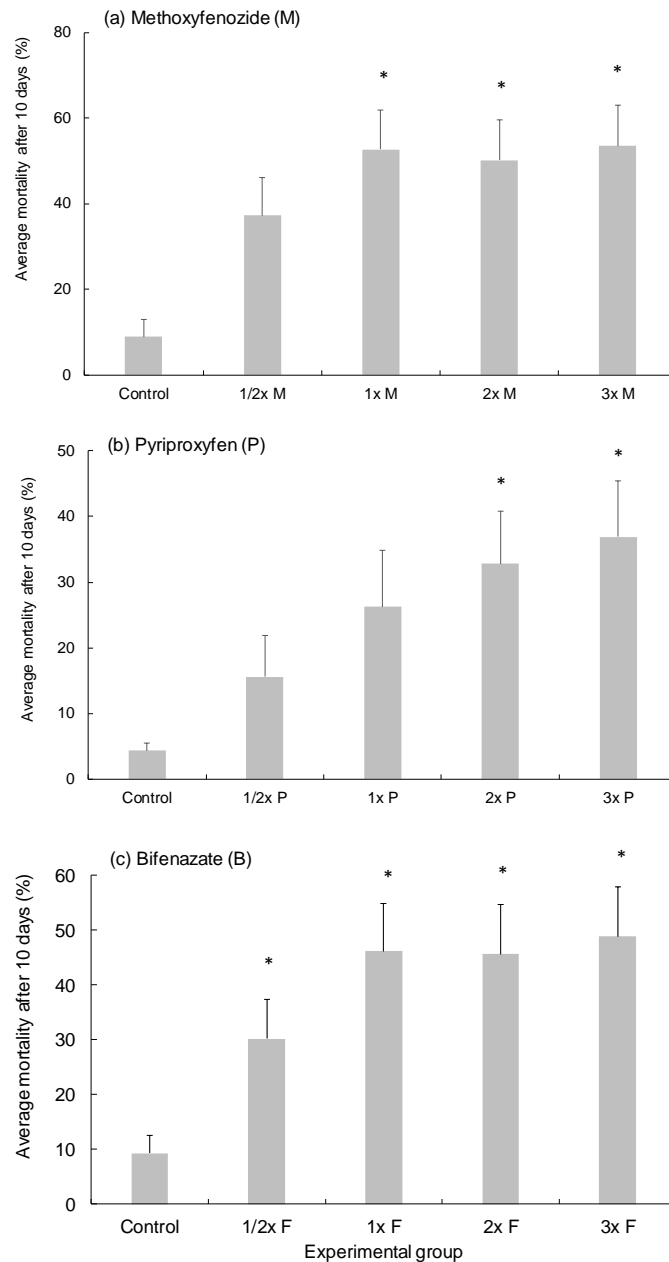 (a) Methoxyfenozide (M)
Average mortality after 10 days (%)
80
60
40
20
0
* * *
Control 1/2x M 1x M 2x M 3x M
(b) Pyriproxyfen (P)
Average mortality after 10 days (%)
50
40
30
20
10
0
* *
Control 1/2x P 1x P 2x P 3x P
(c) Bifenazate (B)
Average mortality after 10 days (%)
60
50
40
30
20
10
0
* * * *
Control 1/2x F 1x F 2x F 3x F
Experimental group